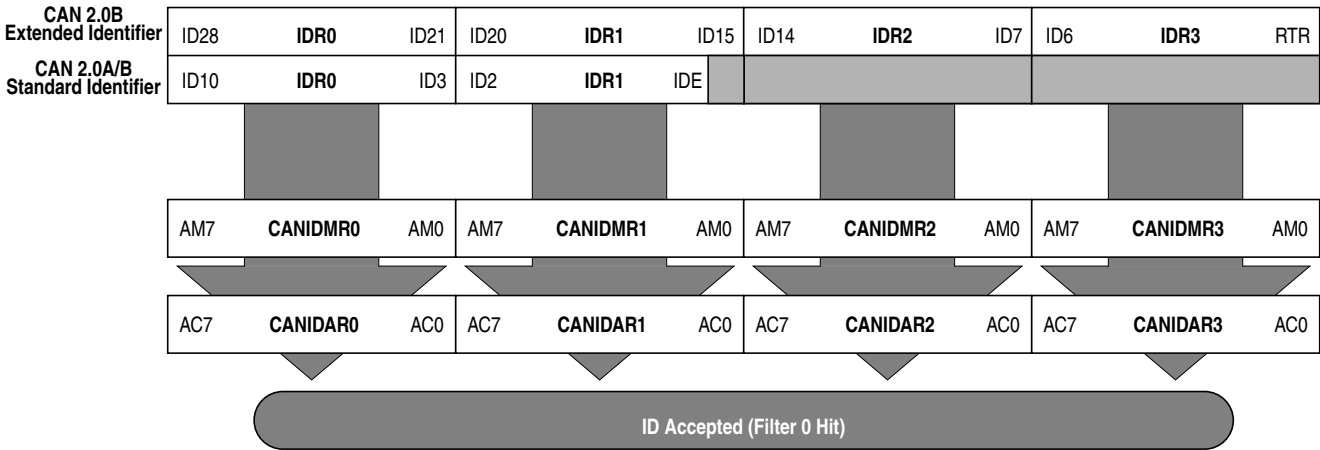 CAN 2.0B
Extended Identifier
ID28 IDR0 ID21 ID20 IDR1 ID15 ID14 IDR2 ID7 ID6 IDR3 RTR
CAN 2.0A/B
Standard Identifier
ID10 IDR0 ID3 ID2 IDR1 IDE
AM7 CANIDMR0 AM0 AM7 CANIDMR1 AM0 AM7 CANIDMR2 AM0 AM7 CANIDMR3 AM0
AC7 CANIDAR0 AC0 AC7 CANIDAR1 AC0 AC7 CANIDAR2 AC0 AC7 CANIDAR3 AC0
ID Accepted (Filter 0 Hit)